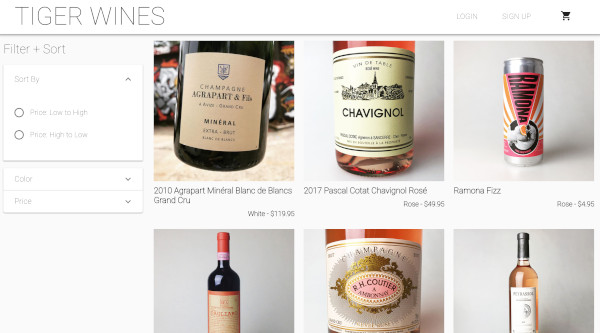 TIGER WINES
LOGIN
SIGN UP
Filter + Sort
Sort By
Price: Low to High
Price: High to Low
Color
Price
CHAMPAGNE
AGRAPART & Fils
MINÉRAL
EXTRA - BRUT
BLANC DE BLANCS
2010 Agrapart Minéral Blanc de Blancs
Grand Cru
White - $119.95
VIN DE TABLE
CHAVIGNOL
2017 Pascal Cotat Chavignol Rosé
Rose - $49.95
RAMONA
Ramona Fizz
Rose - $4.95
CHAMPAGNE
R.H. COUTIER
A AMBONNAY